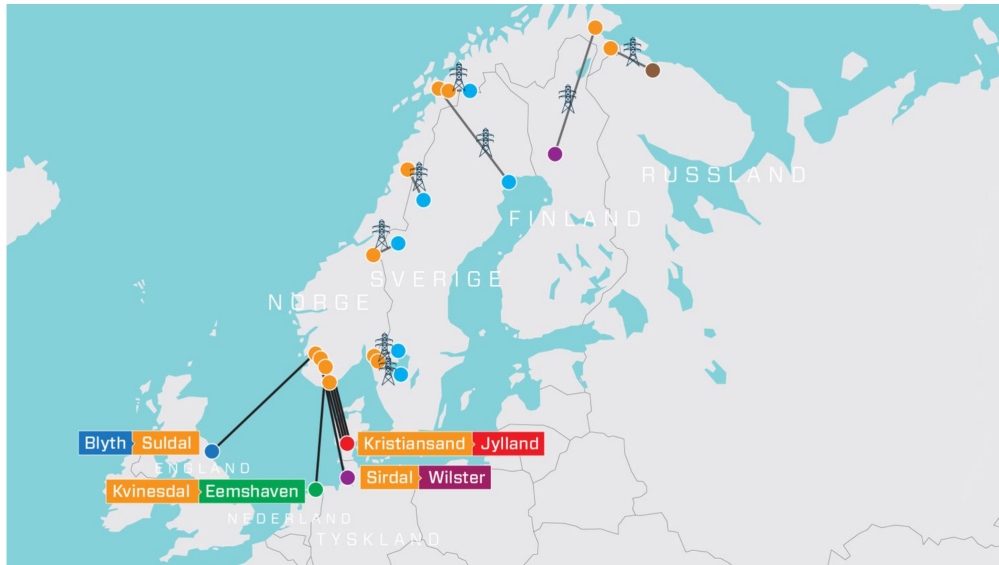 RUSSLAND
FINLAND
SVERIGE
NORGE
Blyth Suldal
Kristiansand Jylland
ENGLAND
Sirdal Wilster
Kvinesdal Eemshaven
NEDERLAND
TYSKLAND